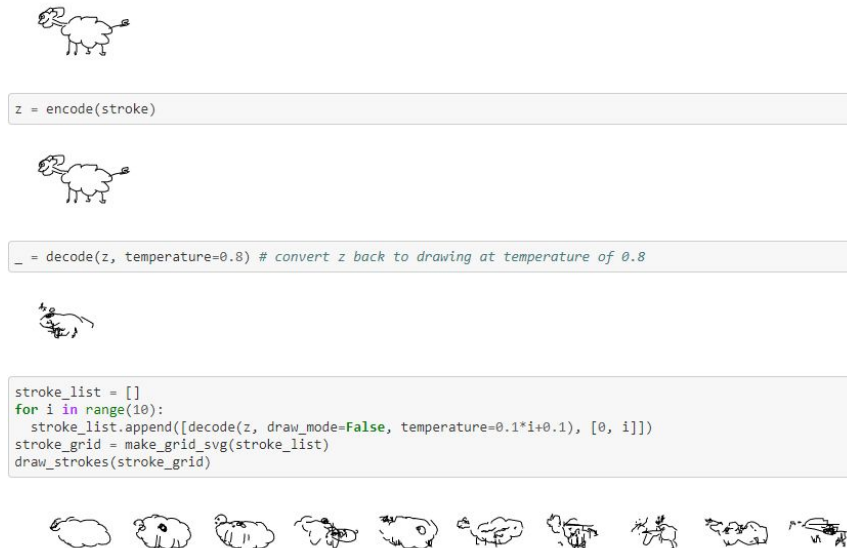 z = encode(stroke)
_ = decode(z, temperature=0.8) # convert z back to drawing at temperature of 0.8
stroke_list = []
for i in range(10):
  stroke_list.append([decode(z, draw_mode=False, temperature=0.1*i+0.1), [0, i]])
stroke_grid = make_grid_svg(stroke_list)
draw_strokes(stroke_grid)